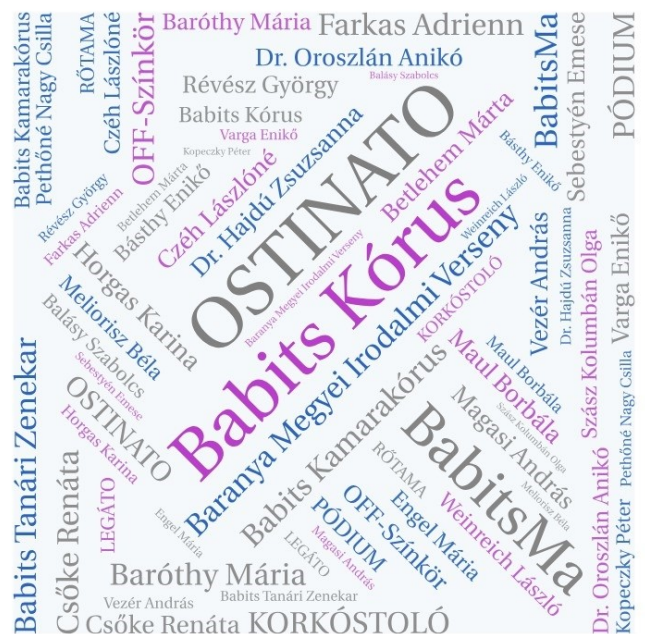 Babits Kamarakórus
Pethőné Nagy Csilla
RŐTAMA
Czéh Lászlóné
OFF-Színkör
Baróthy Mária
Farkas Adrienn
Dr. Oroszlán Anikó
Balásy Szabolcs
Révész György
Babits Kórus
Varga Enikő
Kopeczky Péter
BabitsMa
Sebestyén Emese
PÓDIUM
Révész György
Farkas Adrienn
Betlehem Márta
Básthy Enikő
Czéh Lászlóné
Dr. Hajdú Zsuzsanna
OSTINATO
Betlehem Márta
Básthy Enikő
Weinreich László
Baranya Megyei Irodalmi Verseny
Babits Kórus
Baranya Megyei Irodalmi Verseny
KORKÓSTOLÓ
Vezér András
Dr. Hajdú Zsuzsanna
Szász Kolumbán Olga
Varga Enikő
Horgas Karina
Meliorisz Béla
Balásy Szabolcs
Sebestyén Emese
OSTINATO
Horgas Karina
Maul Borbála
Maul Borbála
Szász Kolumbán Olga
Magasi András
Meliorisz Béla
BabitsMa
Babits Kamarakórus
RŐTAMA
Engel Mária
Weinreich László
OFF-Színkör
PÓDIUM
Magasi András
LEGÁTO
Engel Mária
LEGÁTO
Babits Tanári Zenekar
Csőke Renáta
Baróthy Mária
Vezér András
Babits Tanári Zenekar
Csőke Renáta
KORKÓSTOLÓ
Dr. Oroszlán Anikó
Kopeczky Péter
Pethőné Nagy Csilla